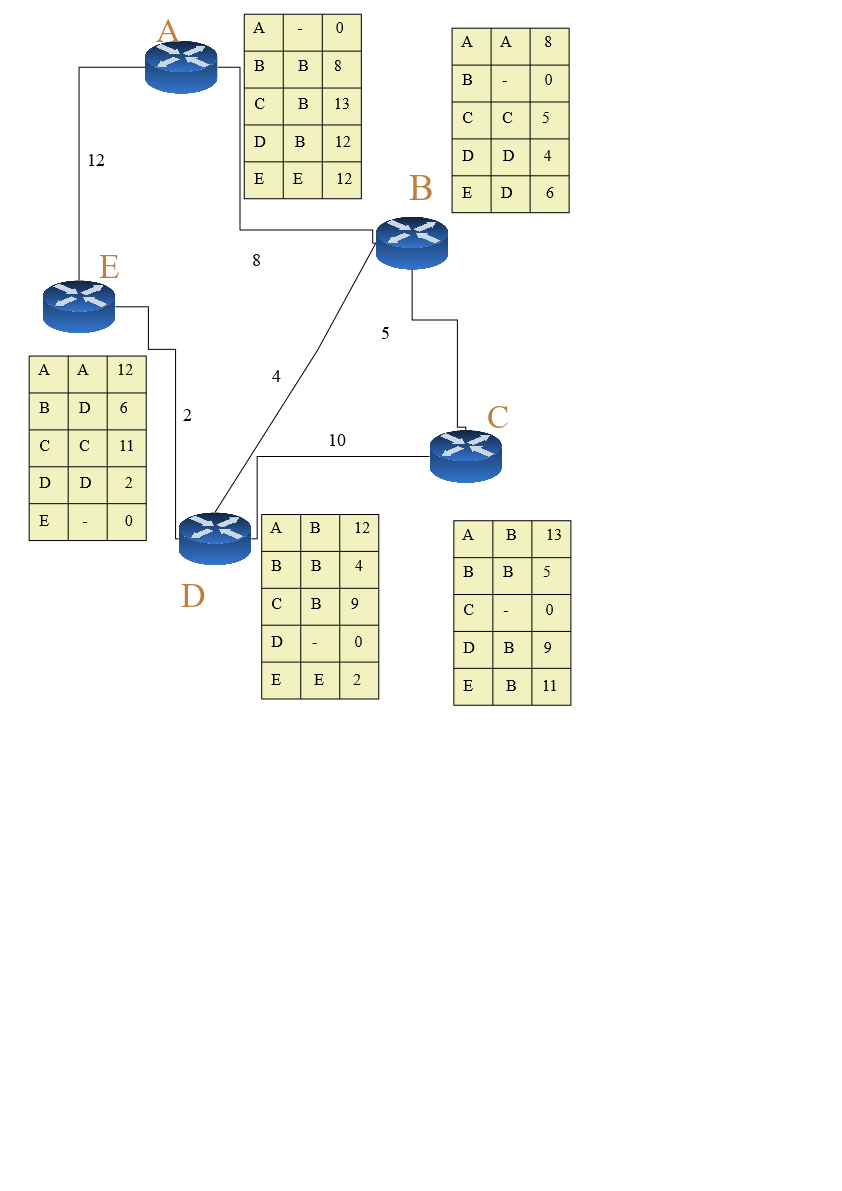 A
A - 0
B B 8
C B 13
D B 12
E E 12
A A 8
B - 0
C C 5
D D 4
E D 6
12
B
8
E
5
4
A A 12
B D 6
C C 11
D D 2
E - 0
2
C
10
D
A B 12
B B 4
C B 9
D - 0
E E 2
A B 13
B B 5
C - 0
D B 9
E B 11